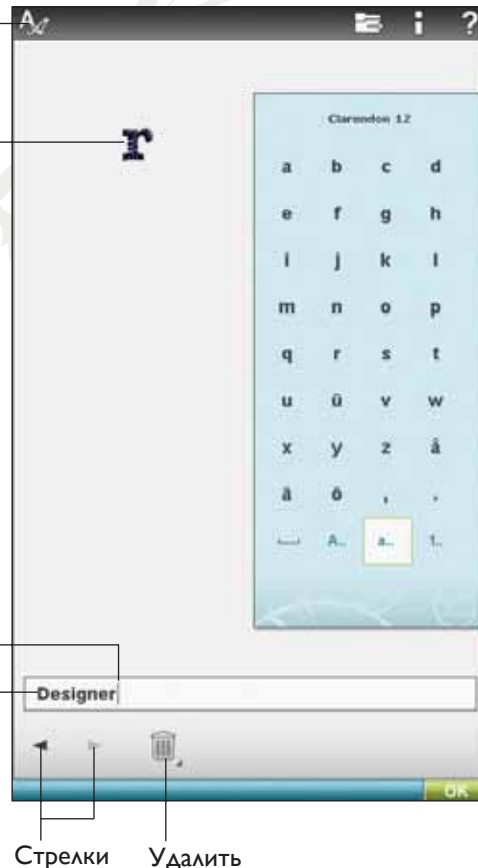 A ?
r
Clarendon 12
a b c d
e f g h
i j k l
m n o p
q r s t
u ü v w
x y z å
ä ö , .
A.. a.. 1..
Designer
OK
Стрелки Удалить